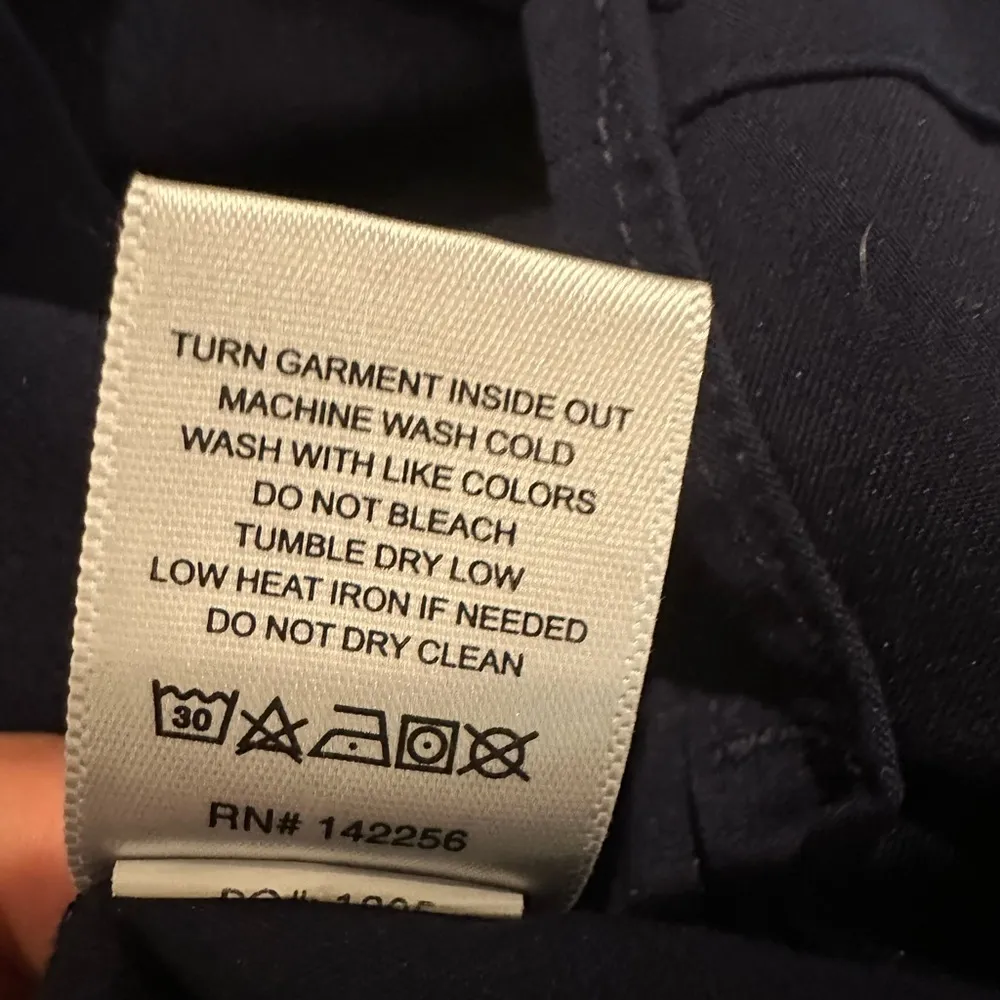 TURN GARMENT INSIDE OUT
MACHINE WASH COLD
WASH WITH LIKE COLORS
DO NOT BLEACH
TUMBLE DRY LOW
LOW HEAT IRON IF NEEDED
DO NOT DRY CLEAN
30
RN# 142256